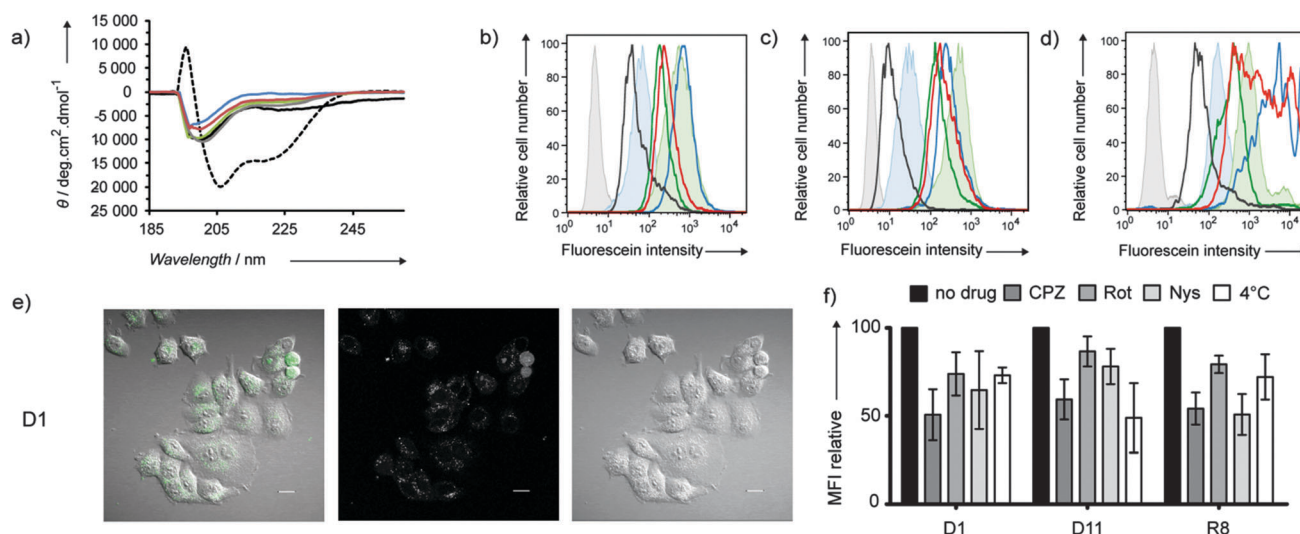 a)
15 000
10 000
5 000
0
5 000
10 000
15 000
20 000
25 000
θ / deg.cm².dmol⁻¹
185 205 225 245
Wavelength / nm
b)
Relative cell number
100
80
60
40
20
0
10⁰ 10¹ 10² 10³ 10⁴
Fluorescein intensity
c)
Relative cell number
100
80
60
40
20
0
10⁰ 10¹ 10² 10³ 10⁴
Fluorescein intensity
d)
Relative cell number
100
80
60
40
20
0
10⁰ 10¹ 10² 10³ 10⁴
Fluorescein intensity
e)
D1
f)
no drug CPZ Rot Nys 4°C
MFI relative
100
50
0
D1 D11 R8